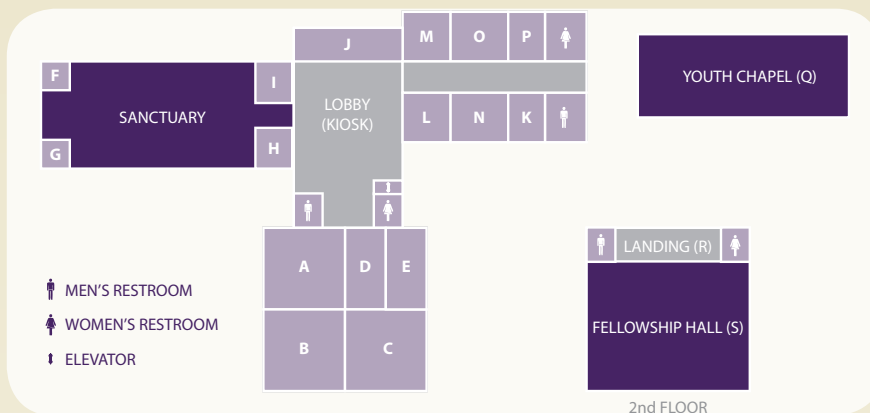 J
M
O
P
F
I
SANCTUARY
G
H
LOBBY
(KIOSK)
L
N
K
YOUTH CHAPEL (Q)
A
D
E
B
C
MEN'S RESTROOM
WOMEN'S RESTROOM
ELEVATOR
LANDING (R)
FELLOWSHIP HALL (S)
2nd FLOOR